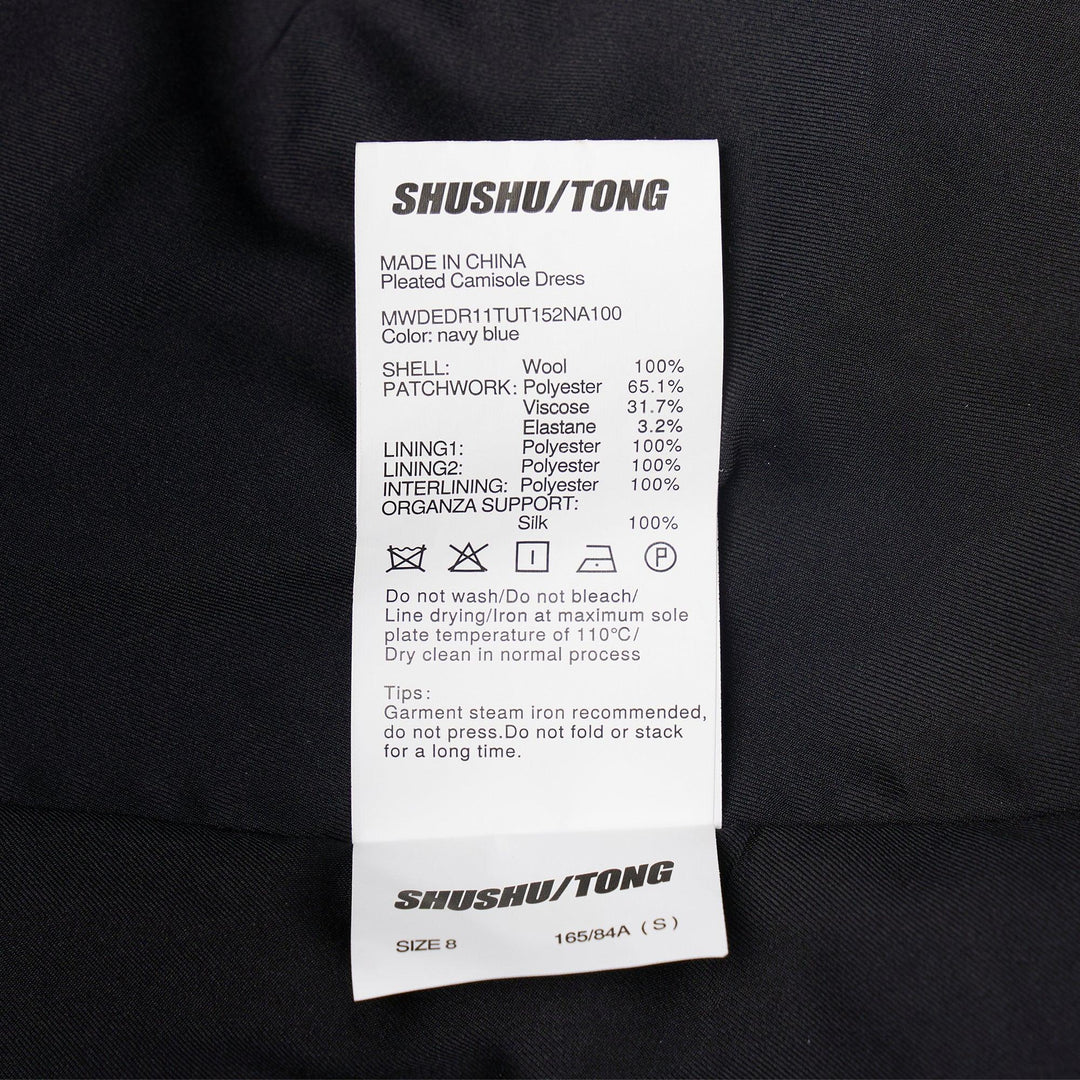 SHUSHU/TONG
MADE IN CHINA
Pleated Camisole Dress
MWDEDR11TUT152NA100
Color: navy blue
SHELL: Wool 100%
PATCHWORK: Polyester 65.1%
Viscose 31.7%
Elastane 3.2%
LINING1: Polyester 100%
LINING2: Polyester 100%
INTERLINING: Polyester 100%
ORGANZA SUPPORT:
Silk 100%
P
Do not wash/Do not bleach/
Line drying/Iron at maximum sole
plate temperature of 110°C/
Dry clean in normal process
Tips:
Garment steam iron recommended,
do not press.Do not fold or stack
for a long time.
SHUSHU/TONG
SIZE 8 165/84A (S)